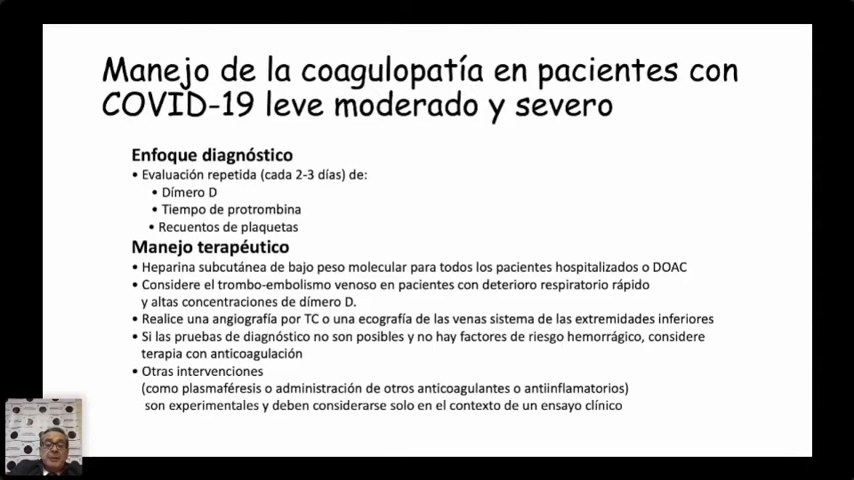 Manejo de la coagulopatía en pacientes con
COVID-19 leve moderado y severo
Enfoque diagnóstico
• Evaluación repetida (cada 2-3 días) de:
• Dímero D
• Tiempo de protrombina
• Recuentos de plaquetas
Manejo terapéutico
• Heparina subcutánea de bajo peso molecular para todos los pacientes hospitalizados o DOAC
• Considere el trombo-embolismo venoso en pacientes con deterioro respiratorio rápido
y altas concentraciones de dímero D.
• Realice una angiografía por TC o una ecografía de las venas sistema de las extremidades inferiores
• Si las pruebas de diagnóstico no son posibles y no hay factores de riesgo hemorrágico, considere
terapia con anticoagulación
• Otras intervenciones
(como plasmaféresis o administración de otros anticoagulantes o antiinflamatorios)
son experimentales y deben considerarse solo en el contexto de un ensayo clínico